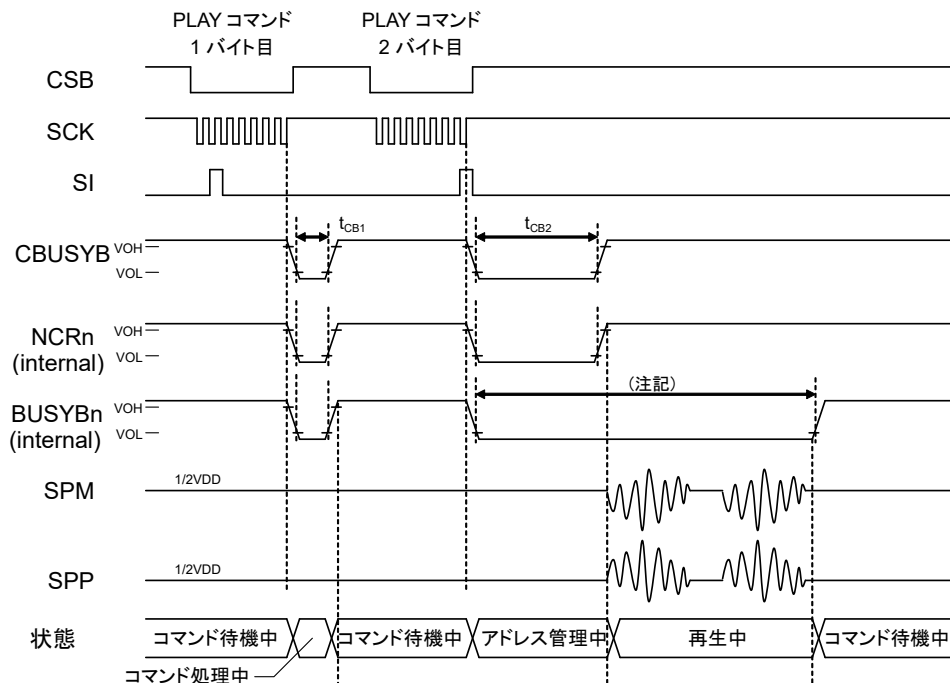 PLAY コマンド
1 バイト目
PLAY コマンド
2 バイト目
CSB
SCK
SI
tCB1
tCB2
CBUSYB
VOH
VOL
NCRn
(internal)
VOH
VOL
(注記)
BUSYBn
(internal)
VOH
VOL
SPM
1/2VDD
SPP
1/2VDD
状態
コマンド待機中
コマンド待機中
アドレス管理中
再生中
コマンド待機中
コマンド処理中